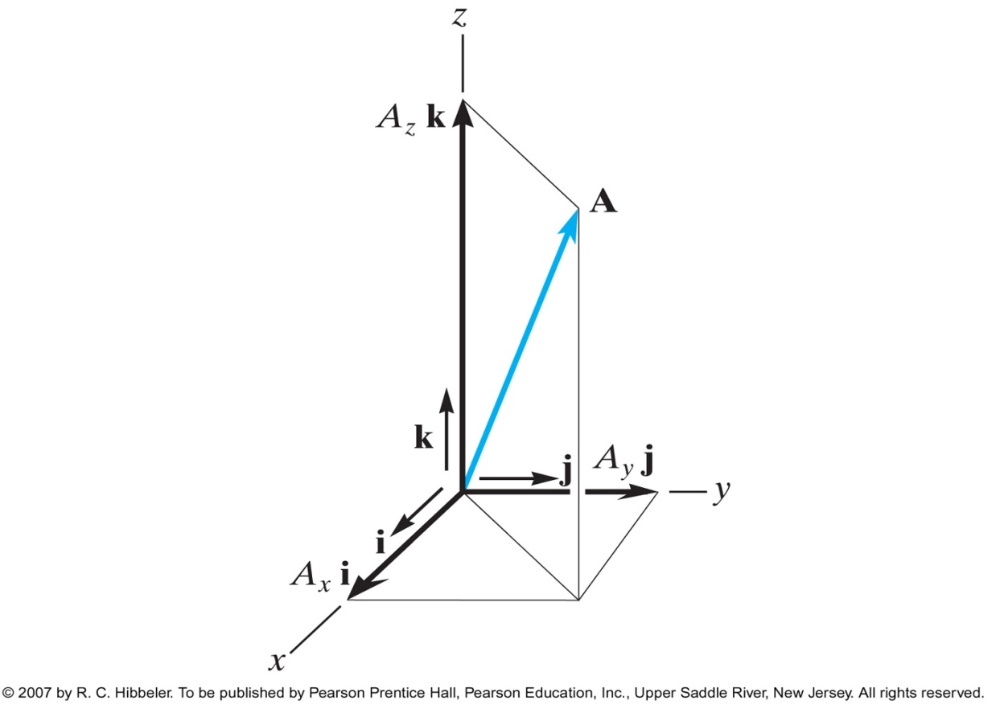 z
A_z k
A
k
j
A_y j
y
i
A_x i
x
© 2007 by R. C. Hibbeler. To be published by Pearson Prentice Hall, Pearson Education, Inc., Upper Saddle River, New Jersey. All rights reserved.